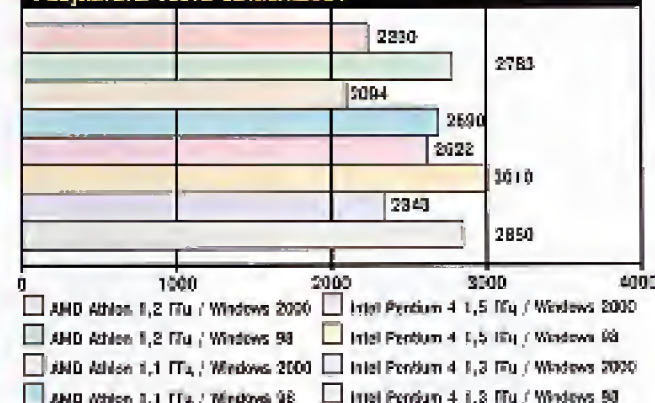 2230
2783
2094
2690
2622
3010
2343
2850
0 1000 2000 3000 4000
AMD Athlon 1,2 ГГц / Windows 2000
Intel Pentium 4 1,5 ГГц / Windows 2000
AMD Athlon 1,2 ГГц / Windows 98
Intel Pentium 4 1,5 ГГц / Windows 98
AMD Athlon 1,1 ГГц / Windows 2000
Intel Pentium 4 1,3 ГГц / Windows 2000
AMD Athlon 1,1 ГГц / Windows 98
Intel Pentium 4 1,3 ГГц / Windows 98